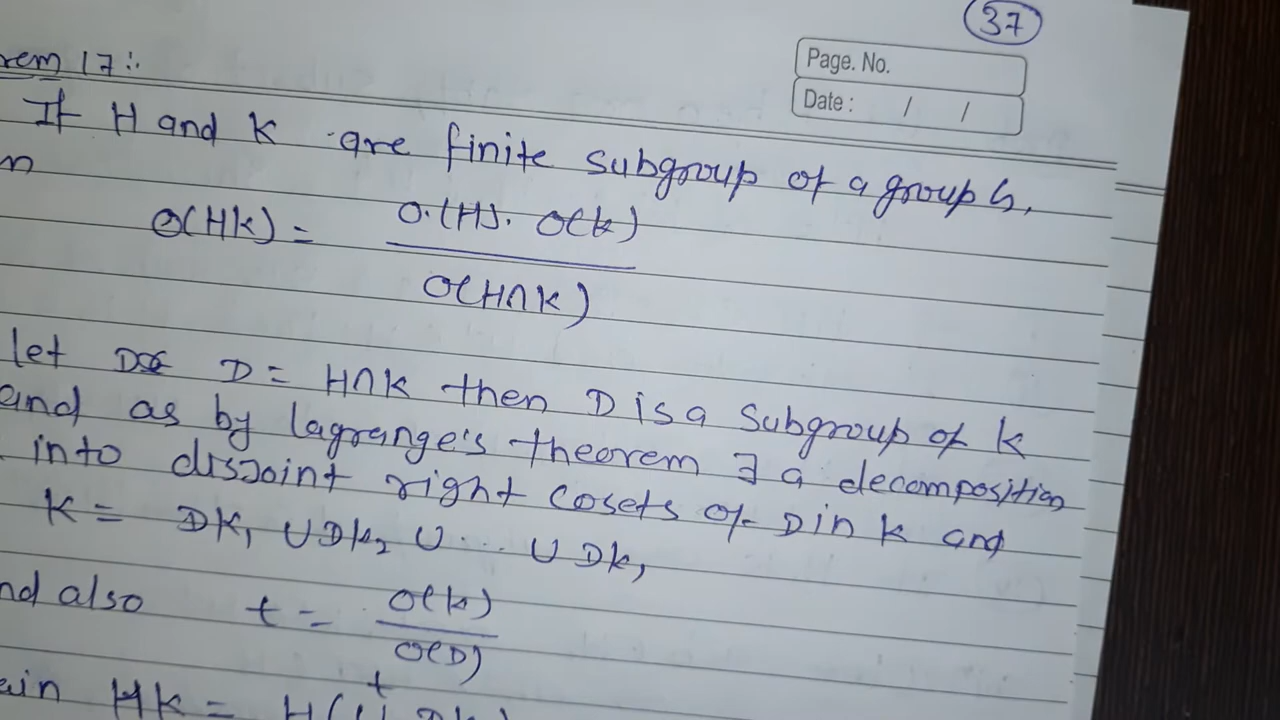 37
Page. No.
Date : / /
rem 17:.
If H and K are finite subgroup of a group G,
n
O(HK) = O.(H). O(K)
O(H∩K)
let D = H∩K then D is a subgroup of K
and as by lagrange's theorem ∃ a decomposition
into disjoint right cosets of D in K and
K = DK₁ ∪ DK₂ ∪ ... ∪ DK,
nd also t = O(K)
O(D)
ain HK = H(
t